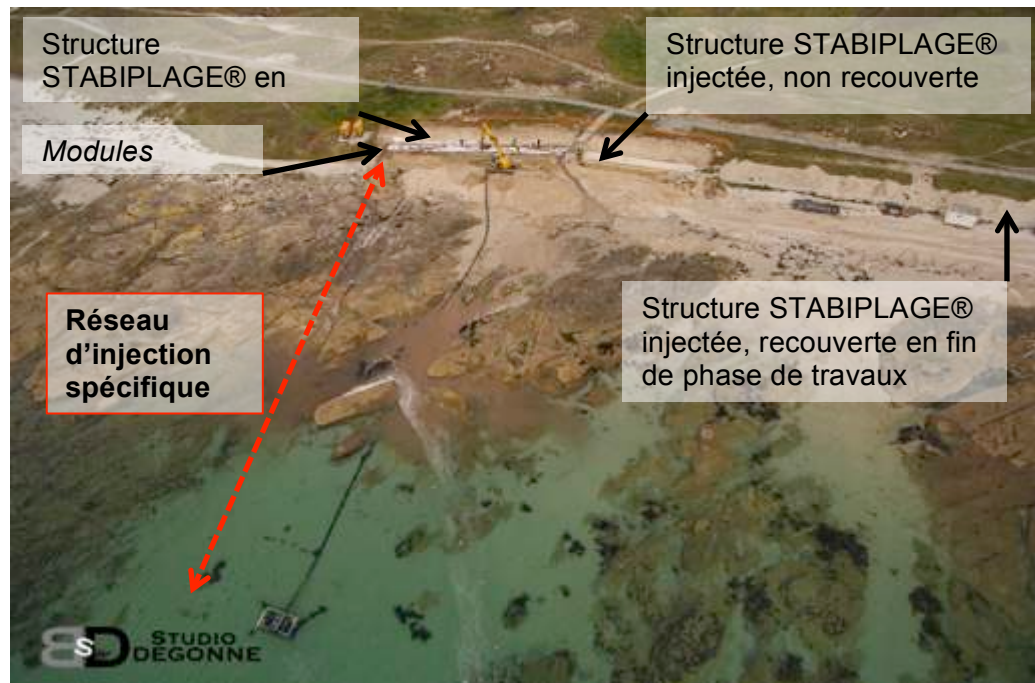 Structure
STABIPLAGE® en
Structure STABIPLAGE®
injectée, non recouverte
Modules
Réseau
d’injection
spécifique
Structure STABIPLAGE®
injectée, recouverte en fin
de phase de travaux
BsD STUDIO
DEGONNE